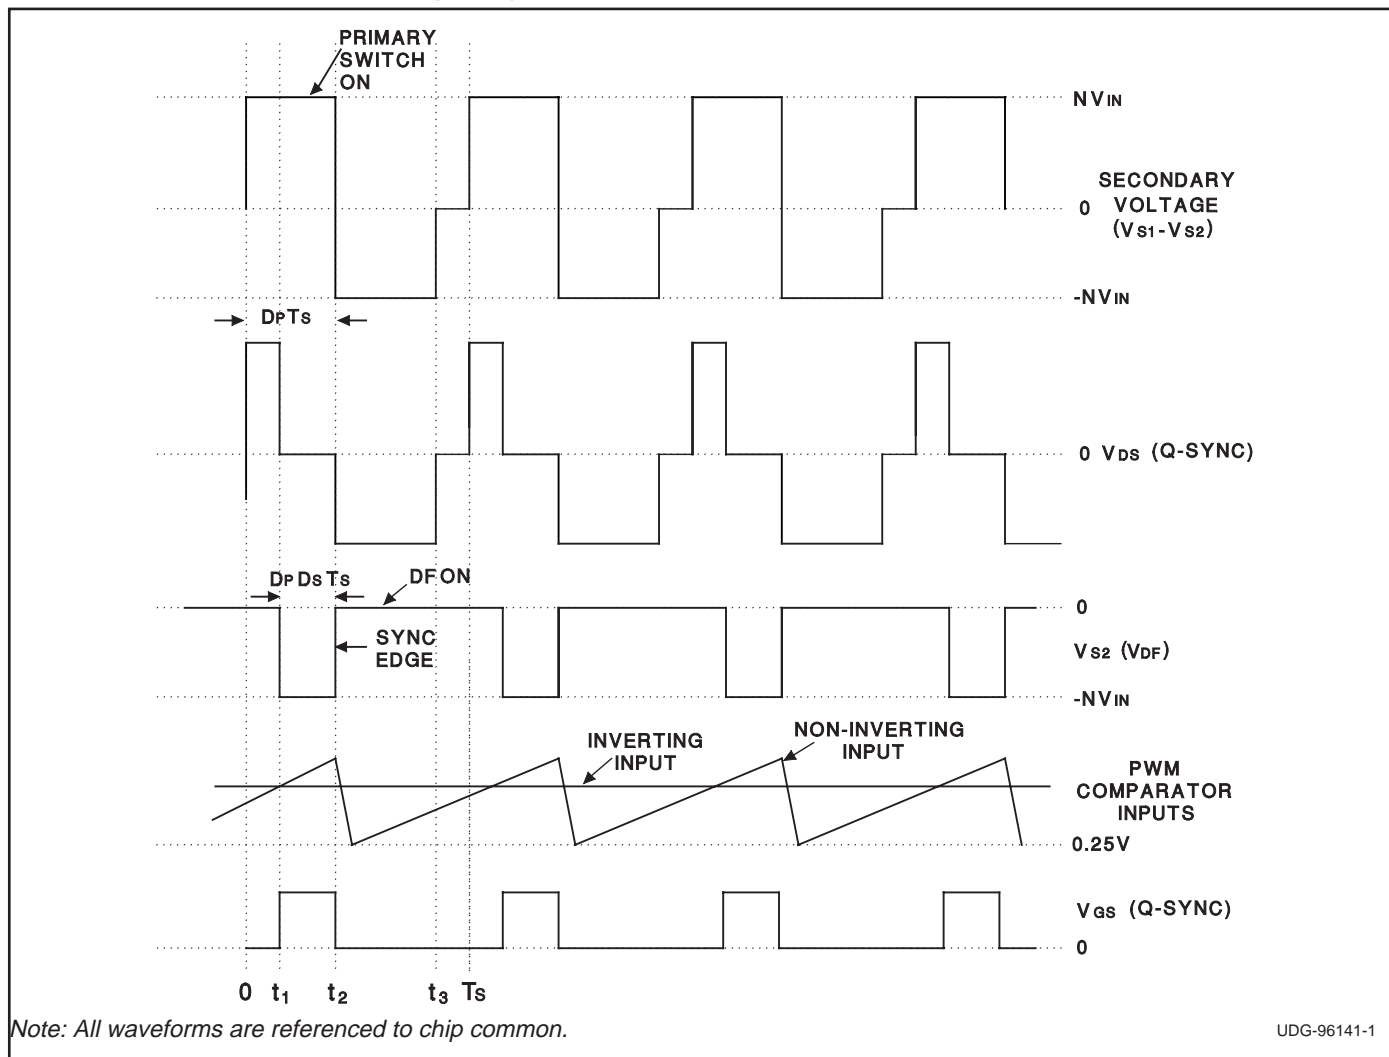 PRIMARY
SWITCH
ON
NVIN
SECONDARY
0 VOLTAGE
(VS1-VS2)
-NVIN
DPTS
0 VDS (Q-SYNC)
DPDSTS
DF ON
0
SYNC
EDGE
VS2 (VDF)
-NVIN
INVERTING
INPUT
NON-INVERTING
INPUT
PWM
COMPARATOR
INPUTS
0.25V
VGS (Q-SYNC)
0
0 t1 t2 t3 TS
Note: All waveforms are referenced to chip common.
UDG-96141-1